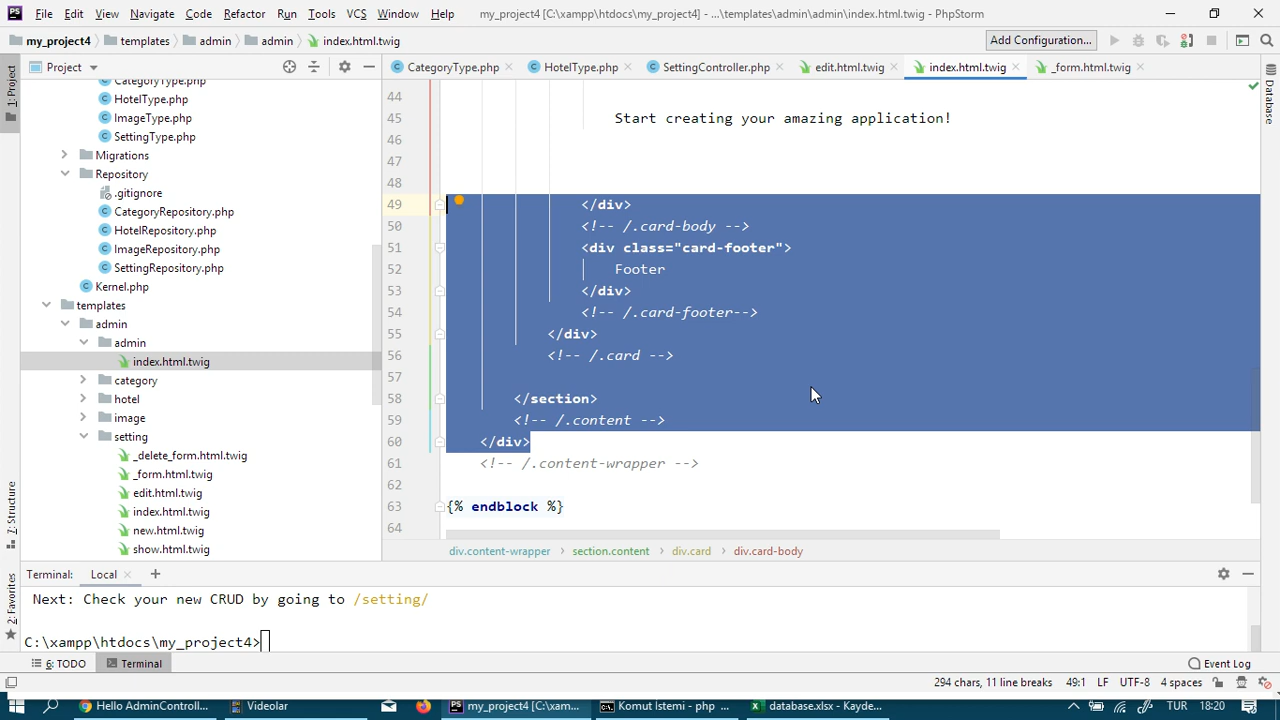 File Edit View Navigate Code Refactor Run Tools VCS Window Help my_project4 [C:\xampp\htdocs\my_project4] - ...\templates\admin\admin\index.html.twig - PhpStorm
my_project4 templates admin admin index.html.twig Add Configuration...
1: Project
Project
CategoryType.php HotelType.php SettingController.php edit.html.twig index.html.twig _form.html.twig
CategoryType.php
HotelType.php
ImageType.php
SettingType.php
Migrations
Repository
.gitignore
CategoryRepository.php
HotelRepository.php
ImageRepository.php
SettingRepository.php
Kernel.php
templates
admin
admin
index.html.twig
category
hotel
image
setting
_delete_form.html.twig
_form.html.twig
edit.html.twig
index.html.twig
new.html.twig
show.html.twig
44
45 Start creating your amazing application!
46
47
48
49 </div>
50 <!-- /.card-body -->
51 <div class="card-footer">
52 Footer
53 </div>
54 <!-- /.card-footer-->
55 </div>
56 <!-- /.card -->
57
58 </section>
59 <!-- /.content -->
60 </div>
61 <!-- /.content-wrapper -->
62
63 {% endblock %}
64
div.content-wrapper section.content div.card div.card-body
Database
7: Structure
2: Favorites
Terminal: Local +
Next: Check your new CRUD by going to /setting/
C:\xampp\htdocs\my_project4>
6: TODO Terminal Event Log
294 chars, 11 line breaks 49:1 LF UTF-8 4 spaces
Hello AdminControll... Videolar my_project4 [C:\xam... Komut İstemi - php ... database.xlsx - Kayde... TUR 18:20